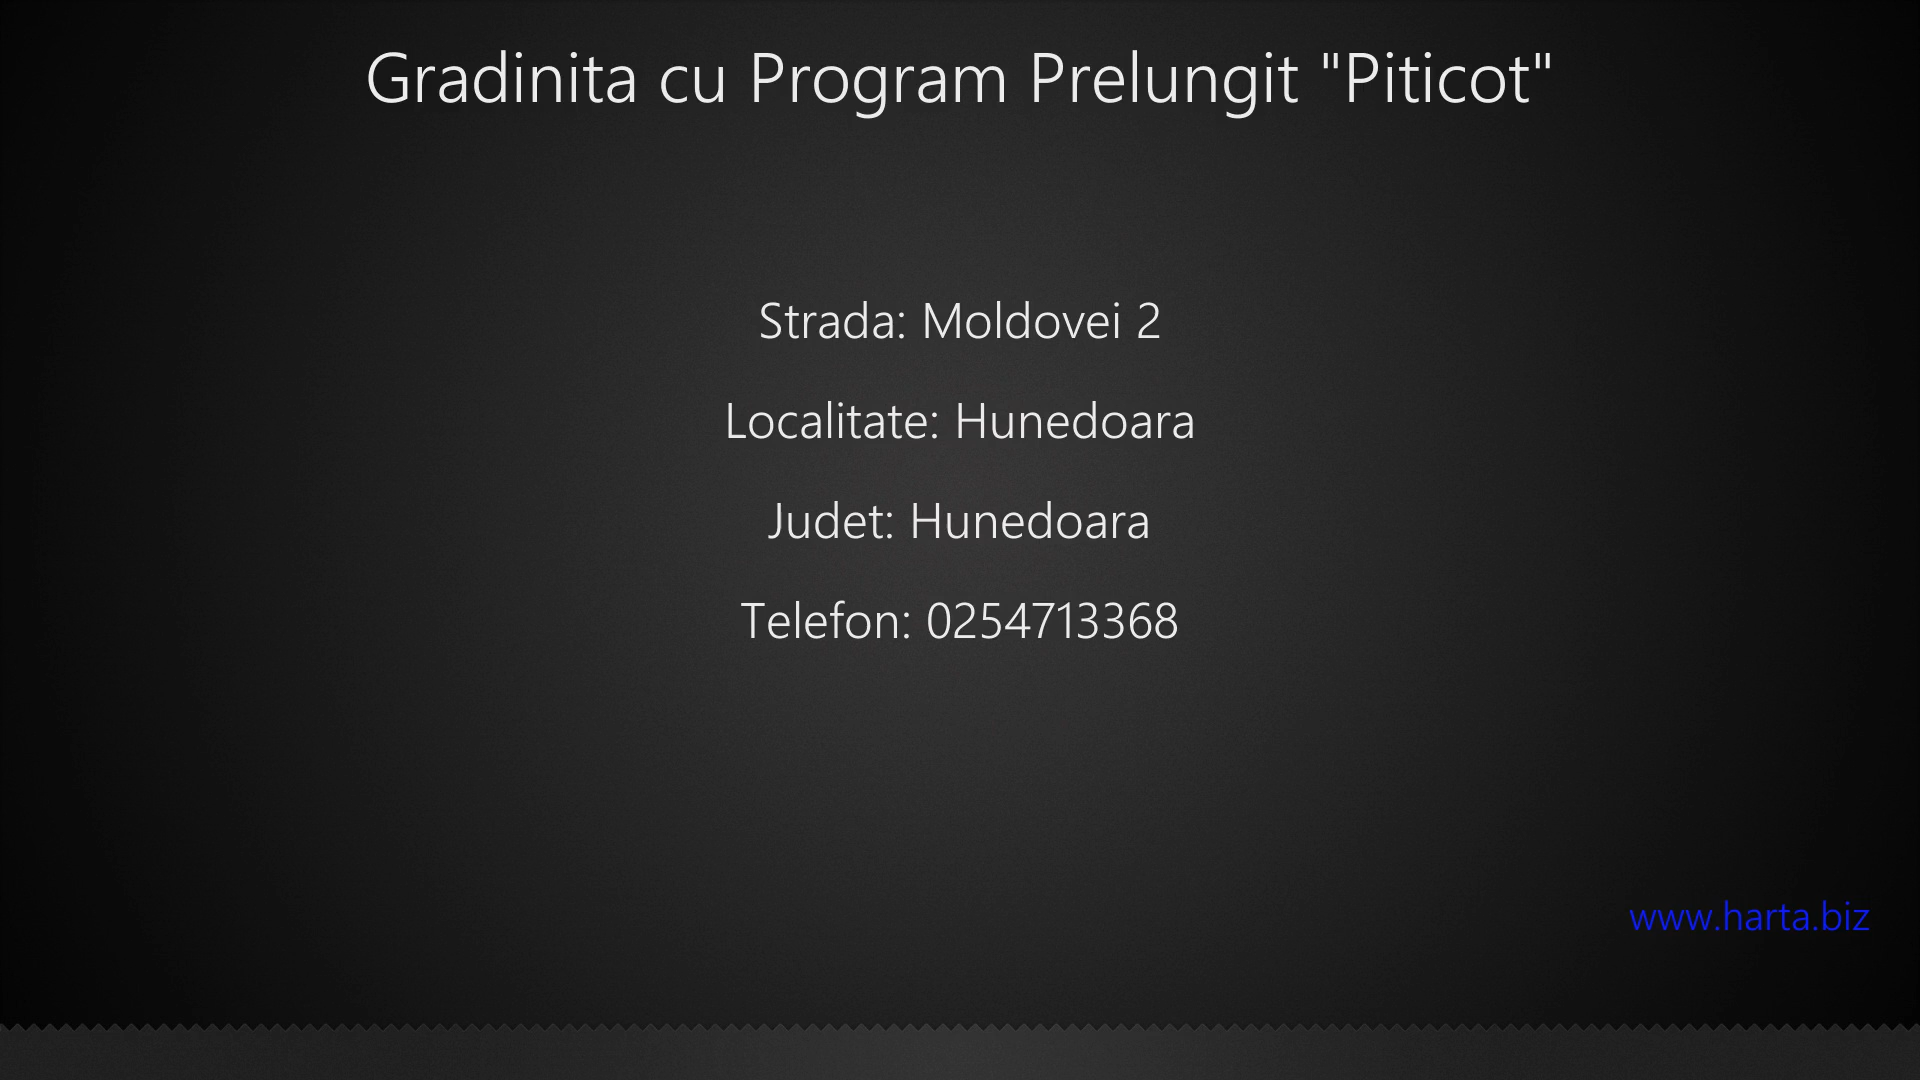 Gradinita cu Program Prelungit "Piticot"
Strada: Moldovei 2
Localitate: Hunedoara
Judet: Hunedoara
Telefon: 0254713368
www.harta.biz